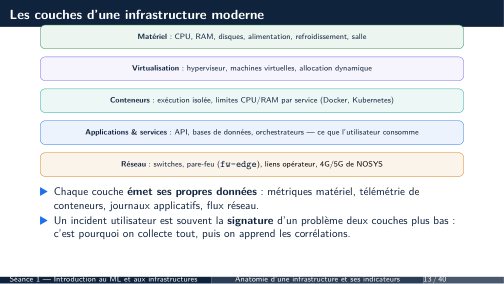 Les couches d'une infrastructure moderne
Matériel : CPU, RAM, disques, alimentation, refroidissement, salle
Virtualisation : hyperviseur, machines virtuelles, allocation dynamique
Conteneurs : exécution isolée, limites CPU/RAM par service (Docker, Kubernetes)
Applications & services : API, bases de données, orchestrateurs — ce que l'utilisateur consomme
Réseau : switches, pare-feu (fw-edge), liens opérateur, 4G/5G de NOSYS
Chaque couche émet ses propres données : métriques matériel, télémétrie de
conteneurs, journaux applicatifs, flux réseau.
Un incident utilisateur est souvent la signature d'un problème deux couches plus bas :
c'est pourquoi on collecte tout, puis on apprend les corrélations.
Séance 1 — Introduction au ML et aux infrastructures Anatomie d'une infrastructure et ses indicateurs 13 / 40